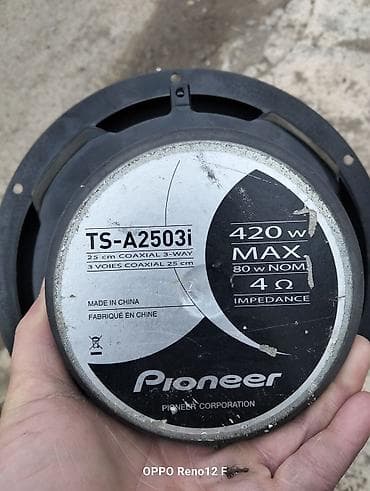 TS-A2503i
25 cm COAXIAL 3-WAY
3 VOIES COAXIAL 25 cm
420 W
MAX.
80 W NOM.
4 Ω
IMPEDANCE
MADE IN CHINA
FABRIQUÉ EN CHINE
Pioneer
PIONEER CORPORATION
OPPO Reno12 F